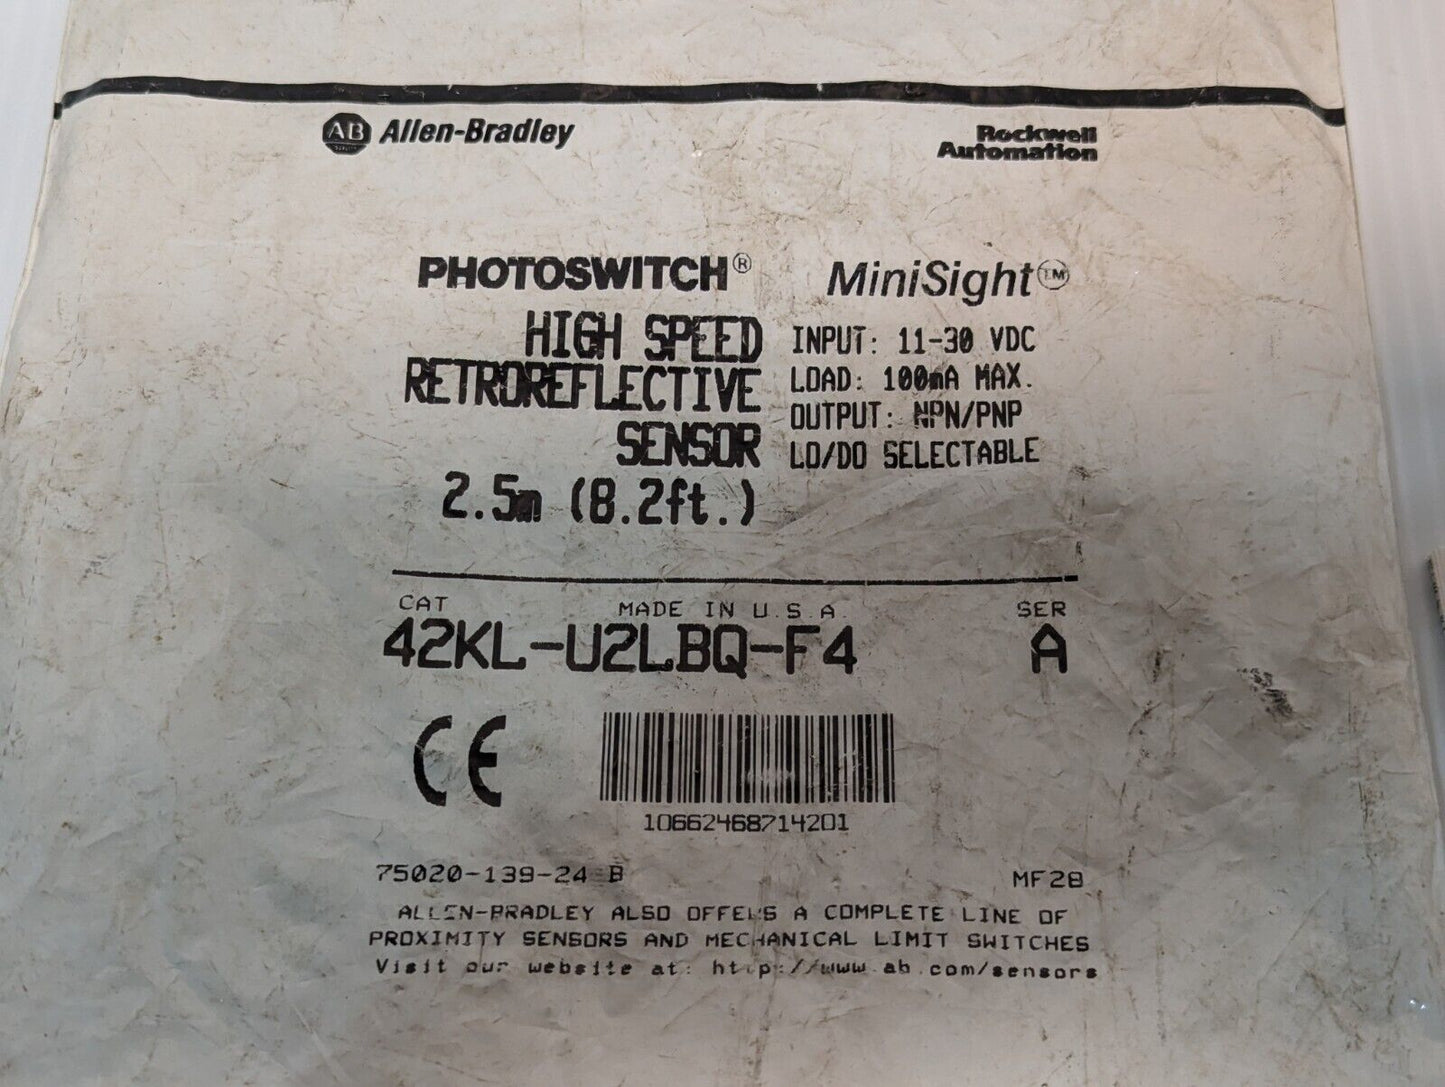 AB Allen-Bradley
Rockwell
Automation
PHOTOSWITCH®
HIGH SPEED
RETROREFLECTIVE
SENSOR
2.5m (8.2ft.)
MiniSight™
INPUT: 11-30 VDC
LOAD: 100mA MAX.
OUTPUT: NPN/PNP
LO/DO SELECTABLE
CAT MADE IN U.S.A. SER
42KL-U2LBQ-F4 A
CE
10662468714201
75020-139-24 B MF28
ALLEN-BRADLEY ALSO OFFERS A COMPLETE LINE OF
PROXIMITY SENSORS AND MECHANICAL LIMIT SWITCHES
Visit our website at: http://www.ab.com/sensors